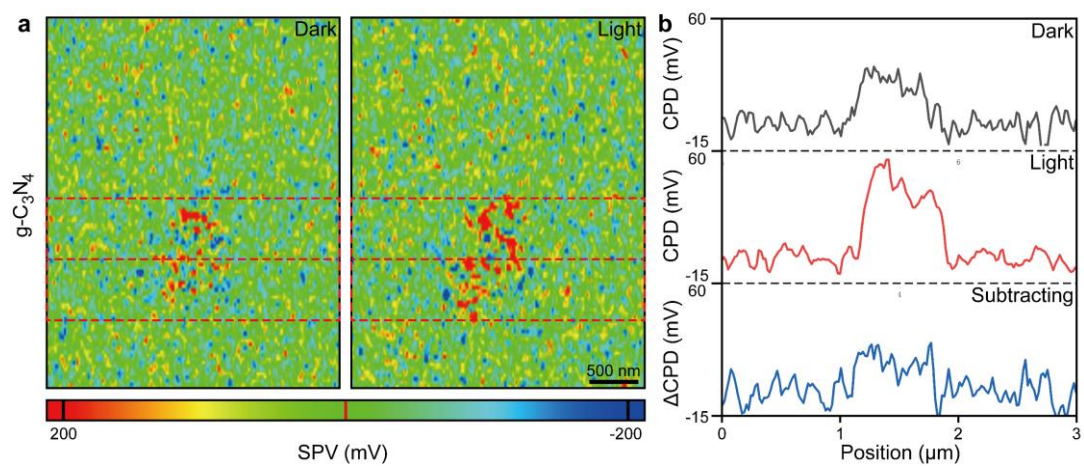 a
Dark
Light
g-C₃N₄
500 nm
200
-200
SPV (mV)
b
60
Dark
CPD (mV)
-15
60
6
Light
CPD (mV)
-15
60
Subtracting
ΔCPD (mV)
-15
0
1
2
3
Position (μm)